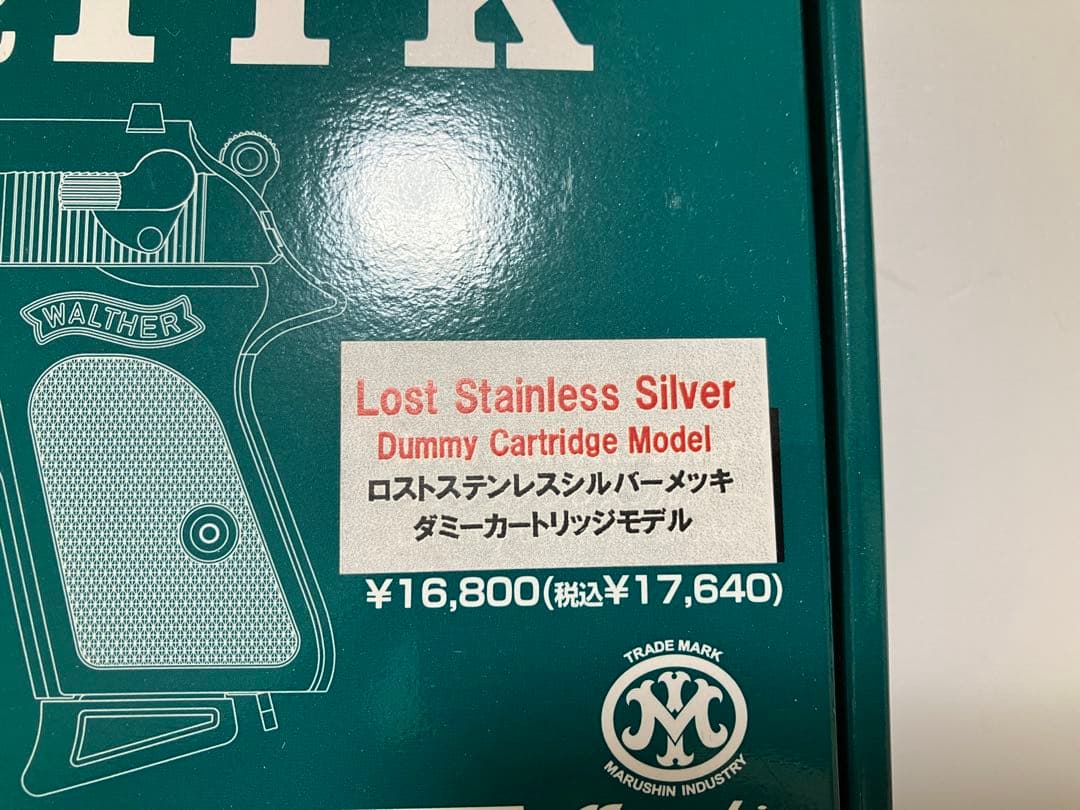 PPK
WALTHER
Lost Stainless Silver
Dummy Cartridge Model
ロストステンレスシルバーメッキ
ダミーカートリッジモデル
¥16,800(税込¥17,640)
TRADE MARK
M
MARUSHIN INDUSTRY